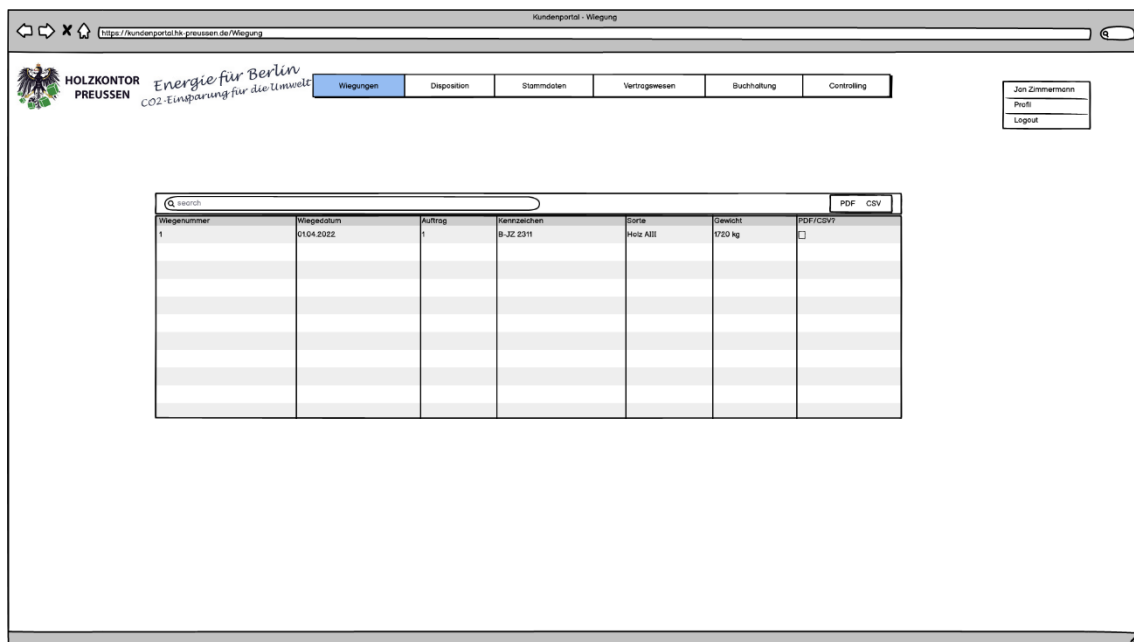 Kundenportal - Wiegung
https://kundenportal.hk-preussen.de/Wiegung
HOLZKONTOR
PREUSSEN
Energie für Berlin
CO2-Einsparung für die Umwelt
Wiegungen Disposition Stammdaten Vertragswesen Buchhaltung Controlling
Jan Zimmermann
Profil
Logout
search
PDF CSV
Wiegenummer Wiegedatum Auftrag Kennzeichen Sorte Gewicht PDF/CSV?
1 01.04.2022 1 B-JZ 2311 Holz AIII 1720 kg